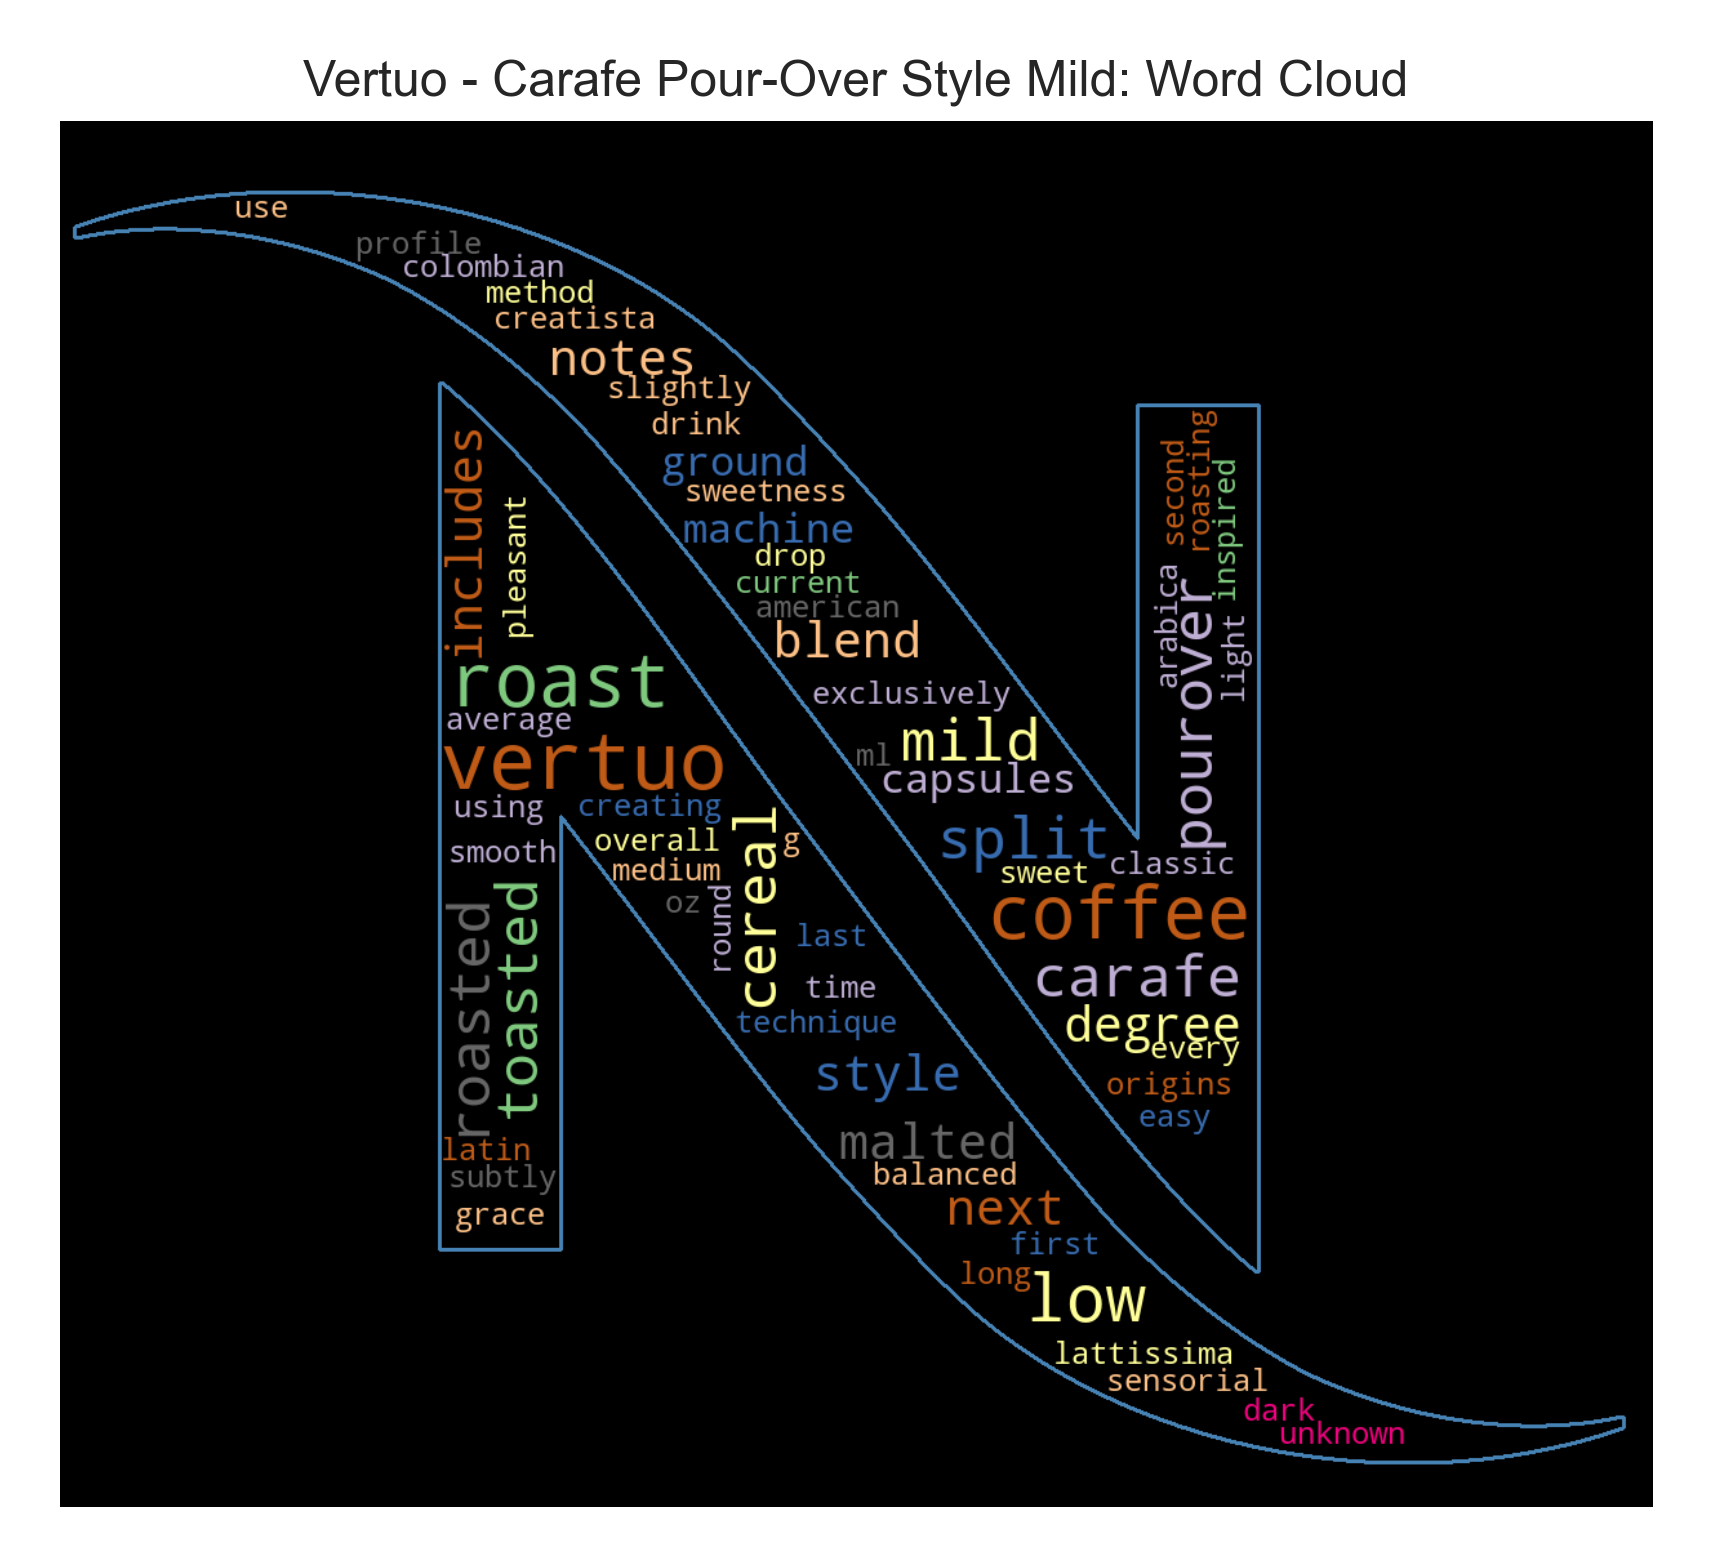 Vertuo - Carafe Pour-Over Style Mild: Word Cloud
use
profile
colombian
method
creatista
notes
slightly
drink
ground
sweetness
machine
drop
current
american
blend
exclusively
mild
ml
capsules
split
classic
sweet
coffee
carafe
degree
every
origins
easy
second
roasting
inspired
arabica
pourover
light
includes
pleasant
roast
average
vertuo
using
creating
smooth
overall
medium
oz
round
cereal
g
last
time
technique
style
roasted
toasted
latin
subtly
grace
malted
balanced
next
first
long
low
lattissima
sensorial
dark
unknown